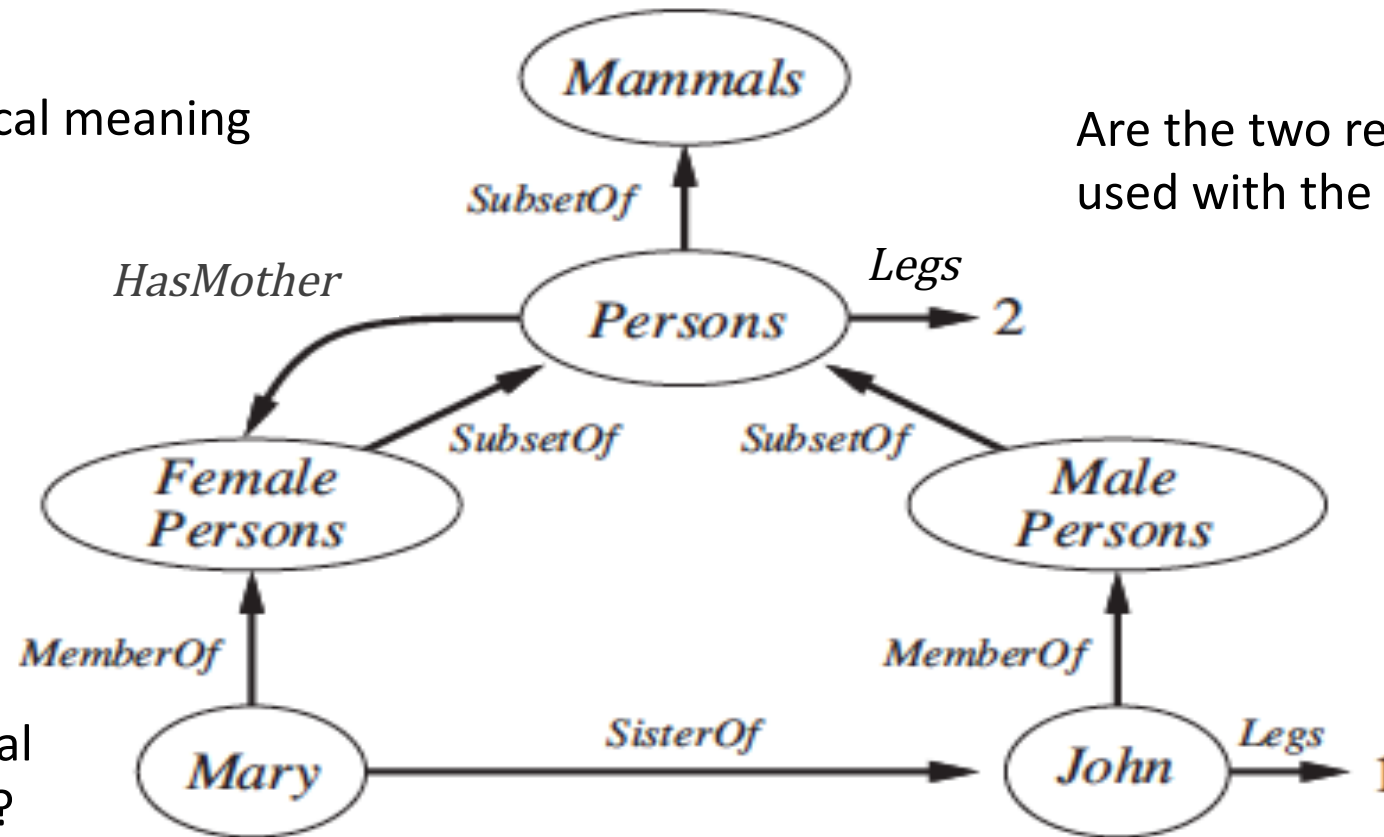 Mammals
cal meaning
Are the two re
SubsetOf
used with the
HasMother
Legs
Persons
2
SubsetOf
SubsetOf
Female
Persons
Male
Persons
MemberOf
MemberOf
al
SisterOf
Legs
Mary
John
1
?